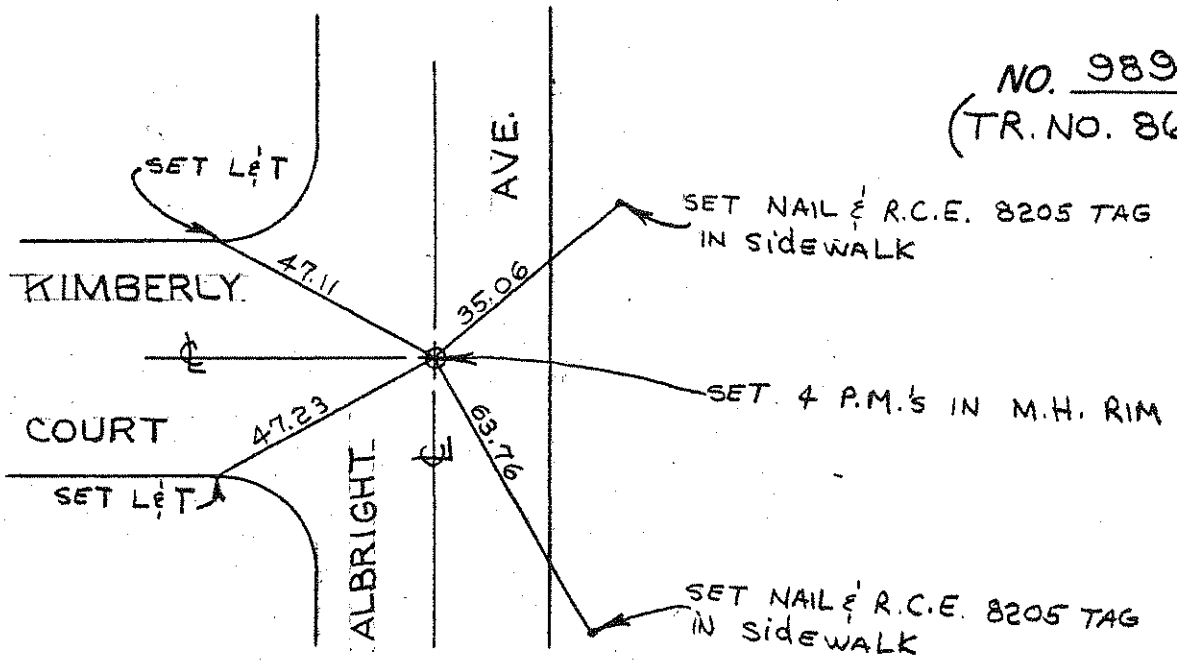 NO. 989
(TR. NO. 86
SET L&T
AVE.
SET NAIL & R.C.E. 8205 TAG
IN SIDEWALK
47.11
35.06
KIMBERLY
℄
SET 4 P.M.'s IN M.H. RIM
COURT
47.23
63.76
℄
SET L&T
ALBRIGHT
SET NAIL & R.C.E. 8205 TAG
IN SIDEWALK